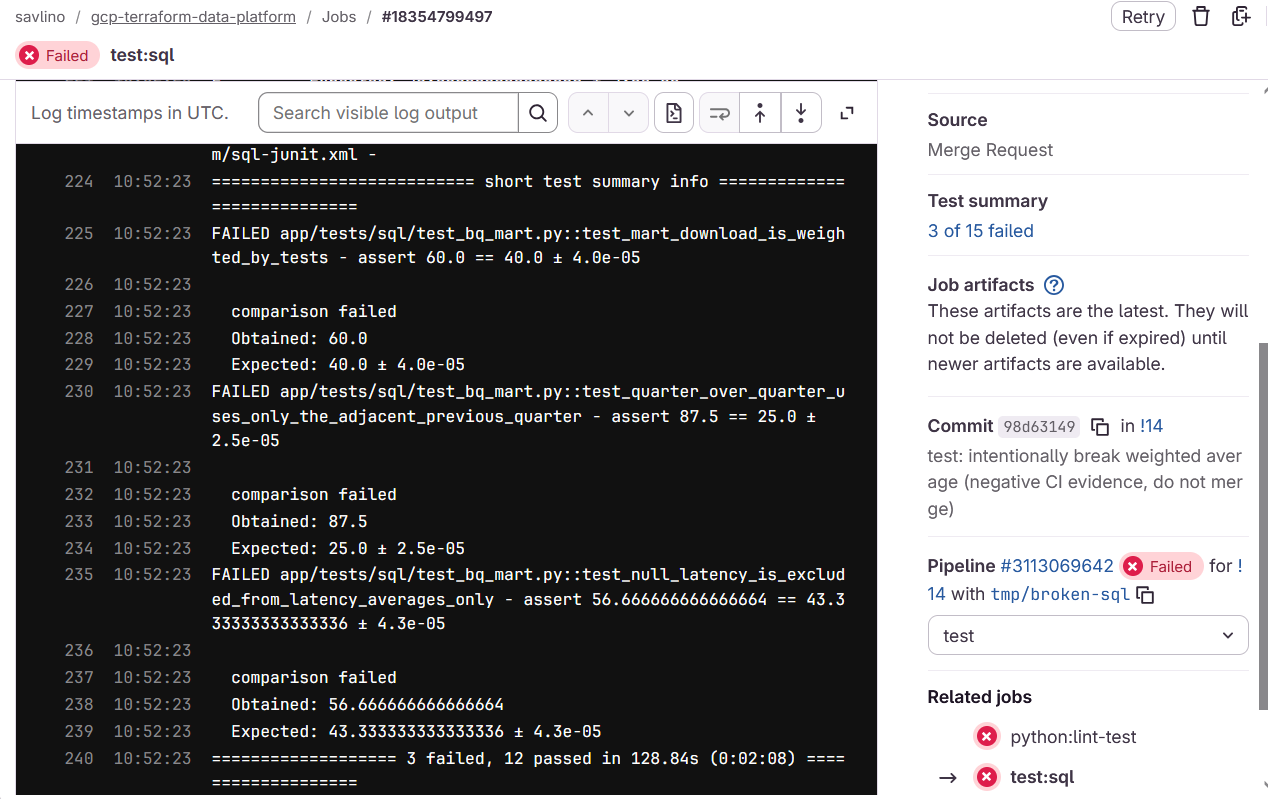 savlino / gcp-terraform-data-platform / Jobs / #18354799497
Retry
Failed test:sql
Log timestamps in UTC.
Search visible log output
m/sql-junit.xml -
224 10:52:23 =========================== short test summary info =============
===============
225 10:52:23 FAILED app/tests/sql/test_bq_mart.py::test_mart_download_is_weigh
ted_by_tests - assert 60.0 == 40.0 ± 4.0e-05
226 10:52:23
227 10:52:23 comparison failed
228 10:52:23 Obtained: 60.0
229 10:52:23 Expected: 40.0 ± 4.0e-05
230 10:52:23 FAILED app/tests/sql/test_bq_mart.py::test_quarter_over_quarter_u
ses_only_the_adjacent_previous_quarter - assert 87.5 == 25.0 ±
2.5e-05
231 10:52:23
232 10:52:23 comparison failed
233 10:52:23 Obtained: 87.5
234 10:52:23 Expected: 25.0 ± 2.5e-05
235 10:52:23 FAILED app/tests/sql/test_bq_mart.py::test_null_latency_is_exclud
ed_from_latency_averages_only - assert 56.666666666666664 == 43.3
33333333333336 ± 4.3e-05
236 10:52:23
237 10:52:23 comparison failed
238 10:52:23 Obtained: 56.666666666666664
239 10:52:23 Expected: 43.333333333333336 ± 4.3e-05
240 10:52:23 =================== 3 failed, 12 passed in 128.84s (0:02:08) ====
===============
Source
Merge Request
Test summary
3 of 15 failed
Job artifacts
These artifacts are the latest. They will
not be deleted (even if expired) until
newer artifacts are available.
Commit 98d63149 in !14
test: intentionally break weighted aver
age (negative CI evidence, do not mer
ge)
Pipeline #3113069642 Failed for !
14 with tmp/broken-sql
test
Related jobs
python:lint-test
→ test:sql